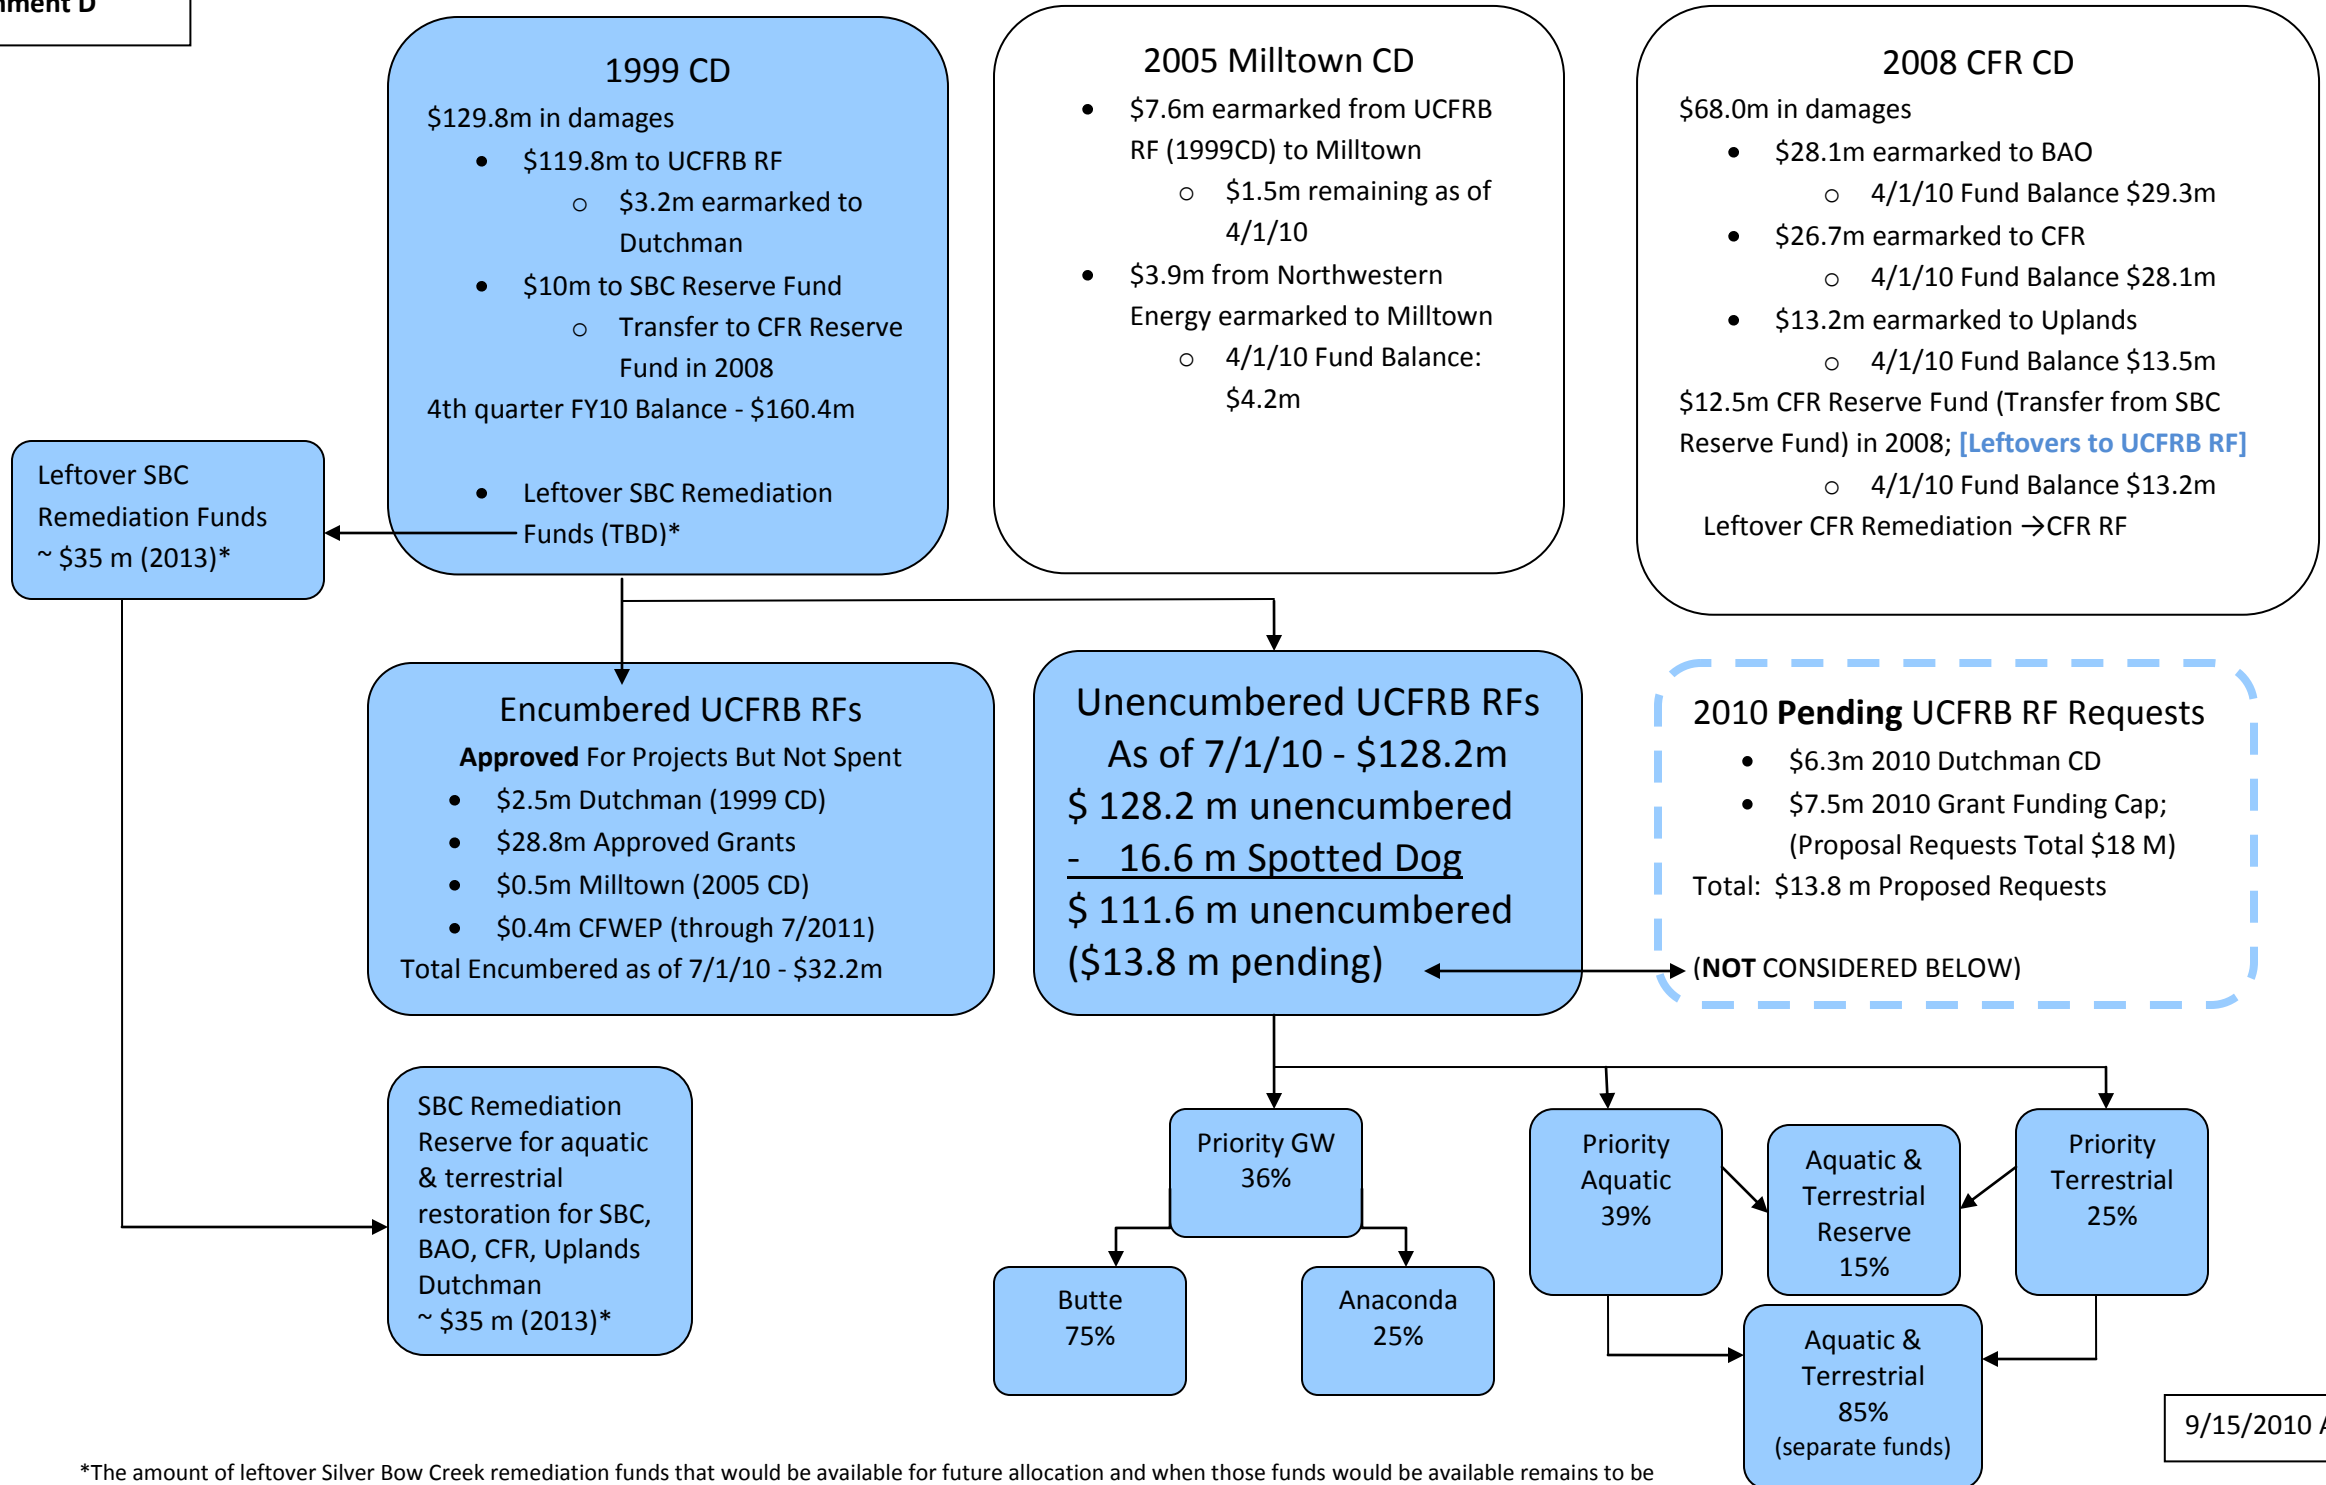 D
1999 CD
$129.8m in damages
• $119.8m to UCFRB RF
o $3.2m earmarked to
Dutchman
• $10m to SBC Reserve Fund
o Transfer to CFR Reserve
Fund in 2008
4th quarter FY10 Balance - $160.4m
• Leftover SBC Remediation
Funds (TBD)*
2005 Milltown CD
• $7.6m earmarked from UCFRB
RF (1999CD) to Milltown
o $1.5m remaining as of
4/1/10
• $3.9m from Northwestern
Energy earmarked to Milltown
o 4/1/10 Fund Balance:
$4.2m
2008 CFR CD
$68.0m in damages
• $28.1m earmarked to BAO
o 4/1/10 Fund Balance $29.3m
• $26.7m earmarked to CFR
o 4/1/10 Fund Balance $28.1m
• $13.2m earmarked to Uplands
o 4/1/10 Fund Balance $13.5m
$12.5m CFR Reserve Fund (Transfer from SBC
Reserve Fund) in 2008; [Leftovers to UCFRB RF]
o 4/1/10 Fund Balance $13.2m
Leftover CFR Remediation →CFR RF
Leftover SBC
Remediation Funds
~ $35 m (2013)*
Encumbered UCFRB RFs
Approved For Projects But Not Spent
• $2.5m Dutchman (1999 CD)
• $28.8m Approved Grants
• $0.5m Milltown (2005 CD)
• $0.4m CFWEP (through 7/2011)
Total Encumbered as of 7/1/10 - $32.2m
Unencumbered UCFRB RFs
As of 7/1/10 - $128.2m
$ 128.2 m unencumbered
- 16.6 m Spotted Dog
$ 111.6 m unencumbered
($13.8 m pending)
2010 Pending UCFRB RF Requests
• $6.3m 2010 Dutchman CD
• $7.5m 2010 Grant Funding Cap;
(Proposal Requests Total $18 M)
Total: $13.8 m Proposed Requests
(NOT CONSIDERED BELOW)
SBC Remediation
Reserve for aquatic
& terrestrial
restoration for SBC,
BAO, CFR, Uplands
Dutchman
~ $35 m (2013)*
Priority GW
36%
Butte
75%
Anaconda
25%
Priority
Aquatic
39%
Aquatic &
Terrestrial
Reserve
15%
Priority
Terrestrial
25%
Aquatic &
Terrestrial
85%
(separate funds)
9/15/2010
*The amount of leftover Silver Bow Creek remediation funds that would be available for future allocation and when those funds would be available remains to be